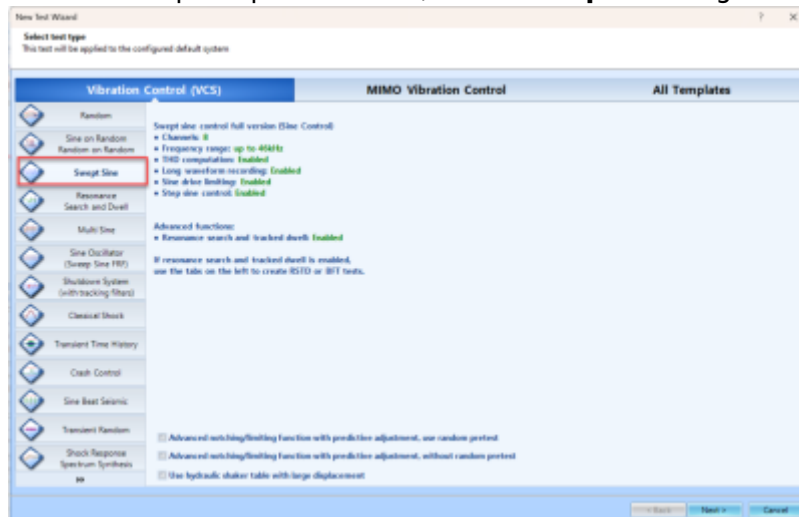 New Test Wizard
Select test type
This test will be applied to the configured default system
Vibration Control (VCS)
MIMO Vibration Control
All Templates
Random
Sine on Random
Random on Random
Swept Sine
Resonance
Search and Dwell
Multi Sine
Sine Oscillator
(Sweep Sine FRF)
Shutdown System
(with tracking filters)
Classical Shock
Transient Time History
Crash Control
Sine Beat Seismic
Transient Random
Shock Response
Spectrum Synthesis
Swept sine control full version (Sine Control)
• Channels: 8
• Frequency range: up to 46kHz
• THD computation: Enabled
• Long waveform recording: Enabled
• Sine drive limiting: Enabled
• Step sine control: Enabled
Advanced functions:
• Resonance search and tracked dwell: Enabled
If resonance search and tracked dwell is enabled,
use the tabs on the left to create RSTD or BFT tests.
Advanced notching/limiting function with predictive adjustment, use random pretest
Advanced notching/limiting function with predictive adjustment, without random pretest
Use hydraulic shaker table with large displacement
< Back
Next >
Cancel